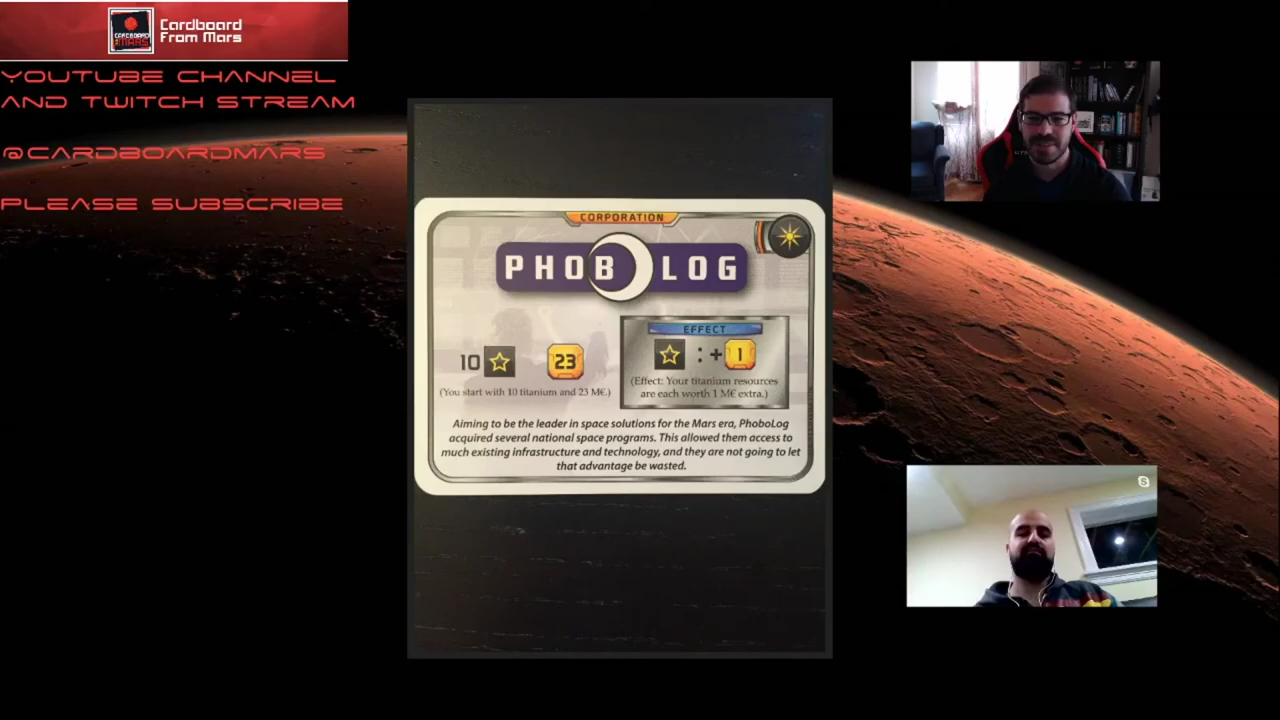 Cardboard
From Mars
CARDBOARD
MARS
YOUTUBE CHANNEL
AND TWITCH STREAM
@CARDBOARDMARS
PLEASE SUBSCRIBE
CORPORATION
PHOBOLOG
EFFECT
10 23
: + 1
(You start with 10 titanium and 23 M€.)
(Effect: Your titanium resources
are each worth 1 M€ extra.)
Aiming to be the leader in space solutions for the Mars era, PhoboLog
acquired several national space programs. This allowed them access to
much existing infrastructure and technology, and they are not going to let
that advantage be wasted.